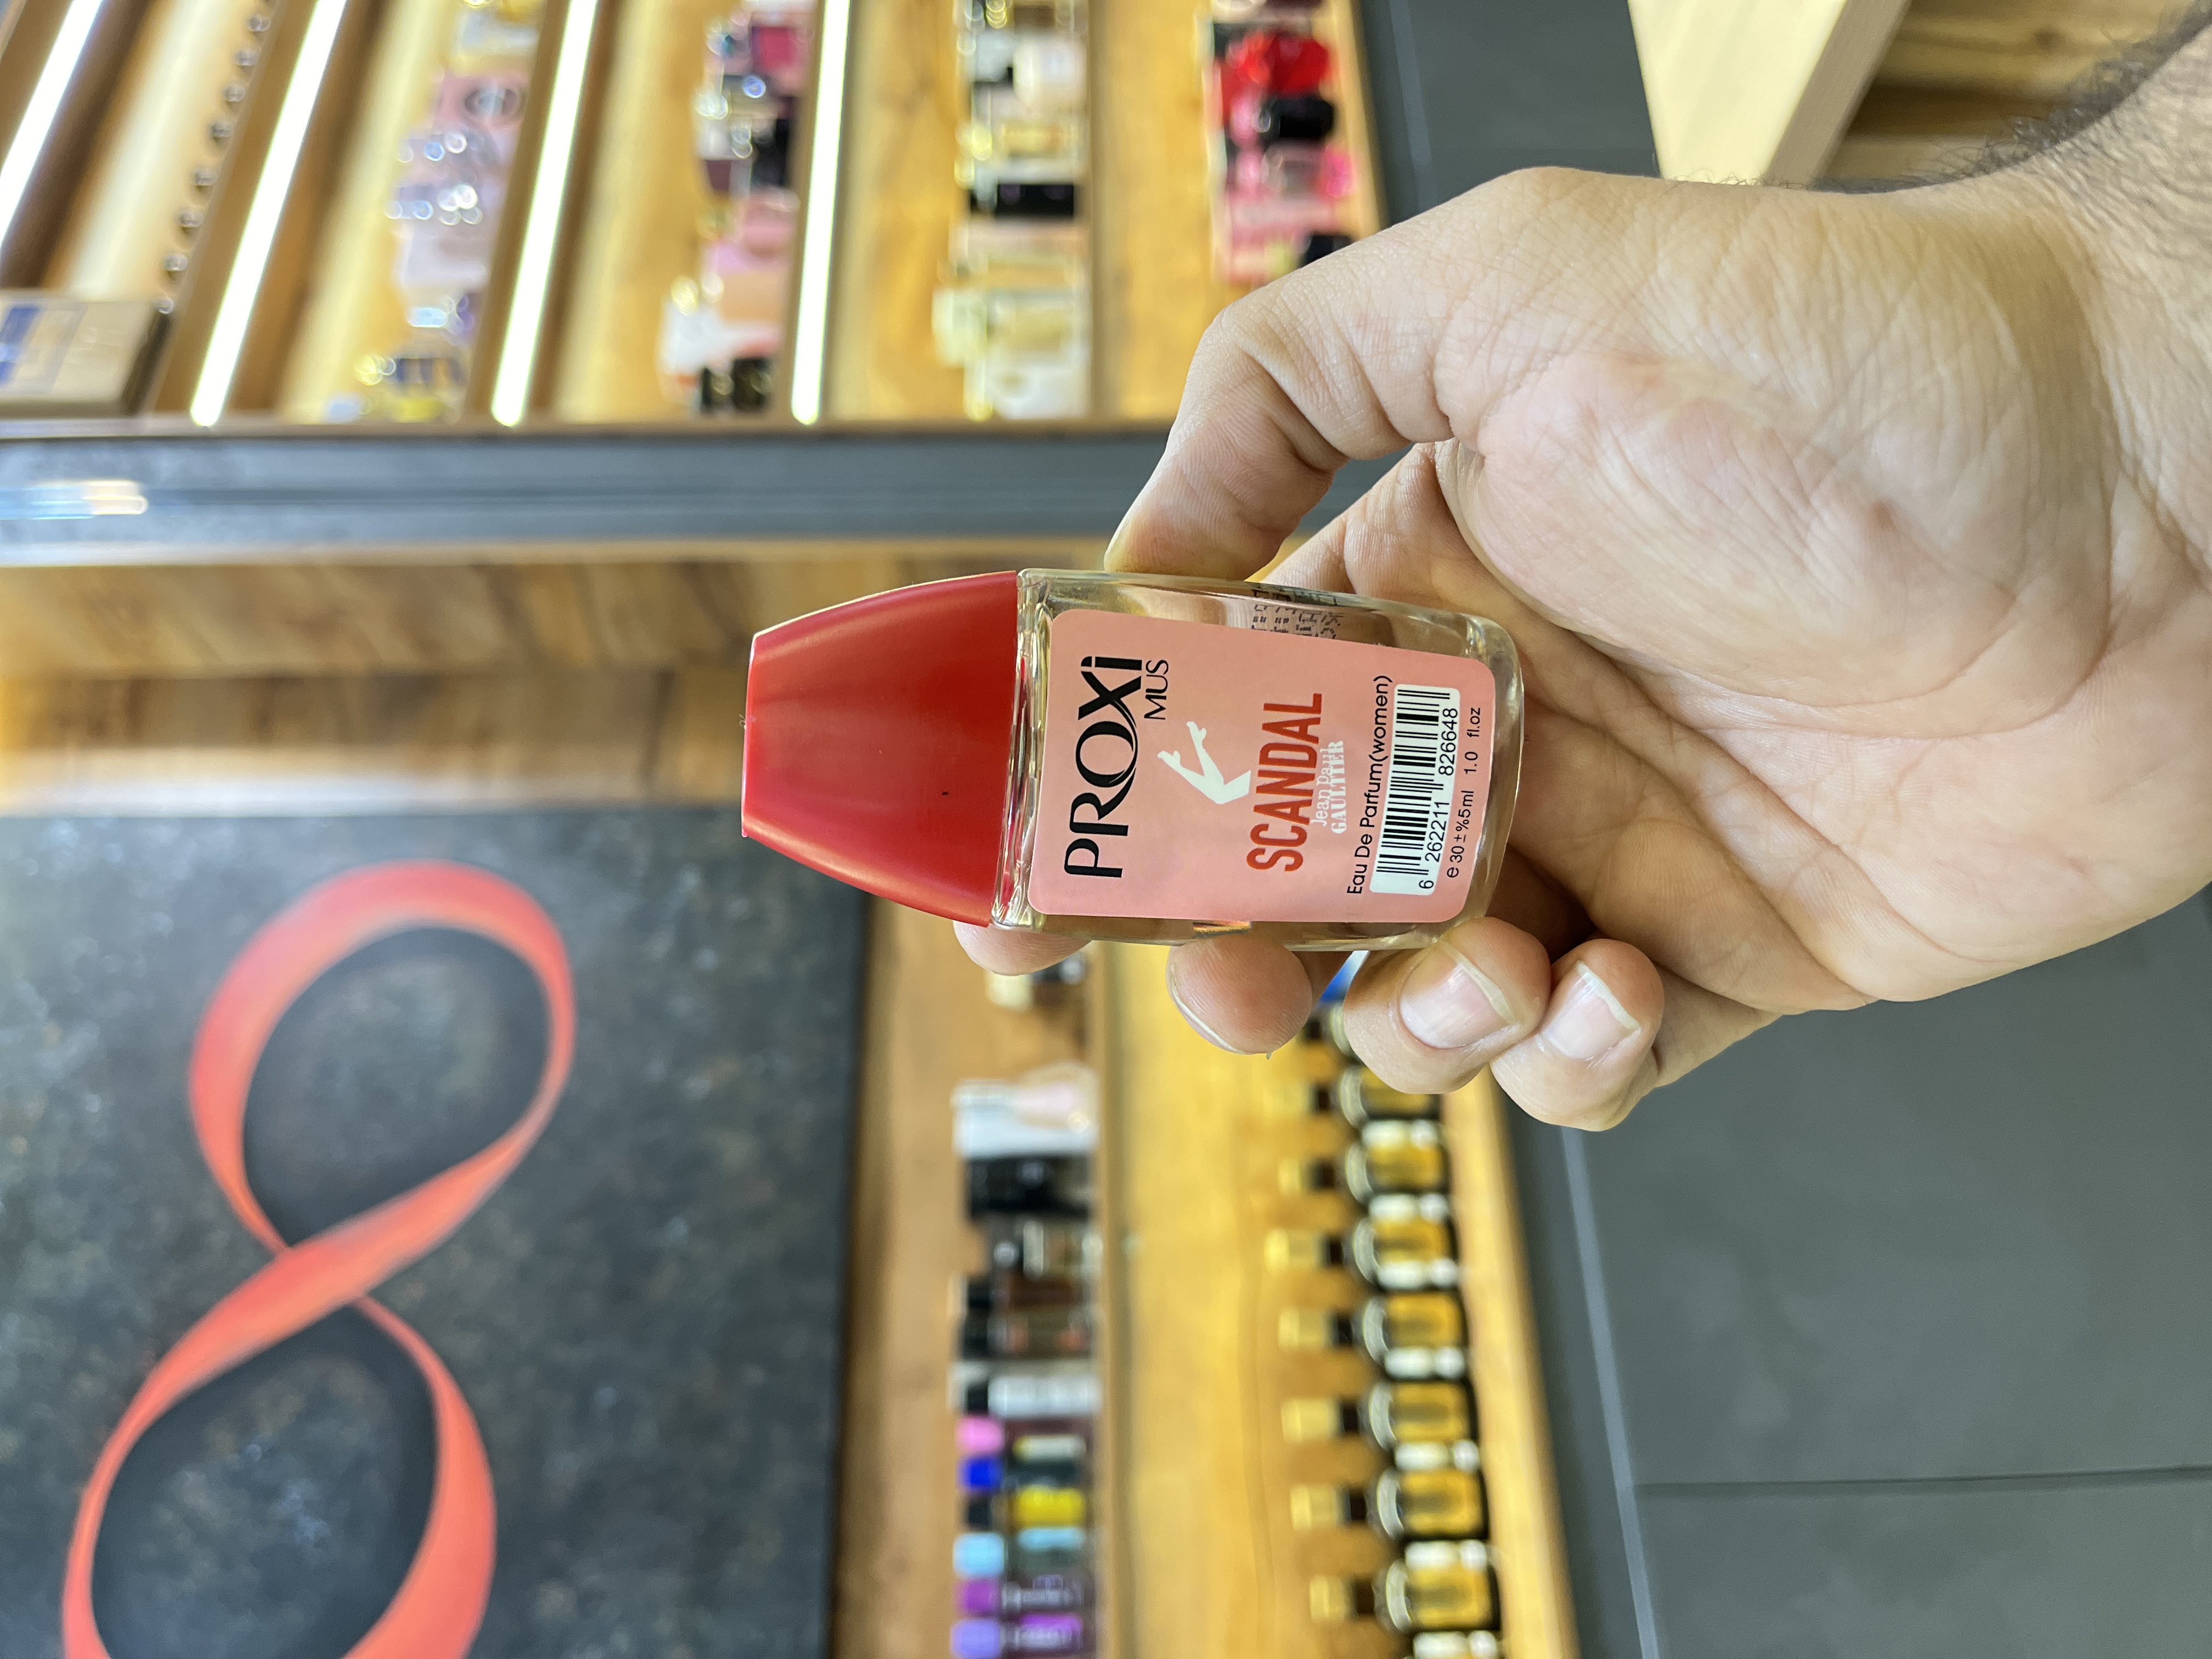 PROXi
MUS
SCANDAL
Jean Paul
GAULTIER
Eau De Parfum(women)
6 262211 826648
e 30±%5ml 1.0 fl.oz